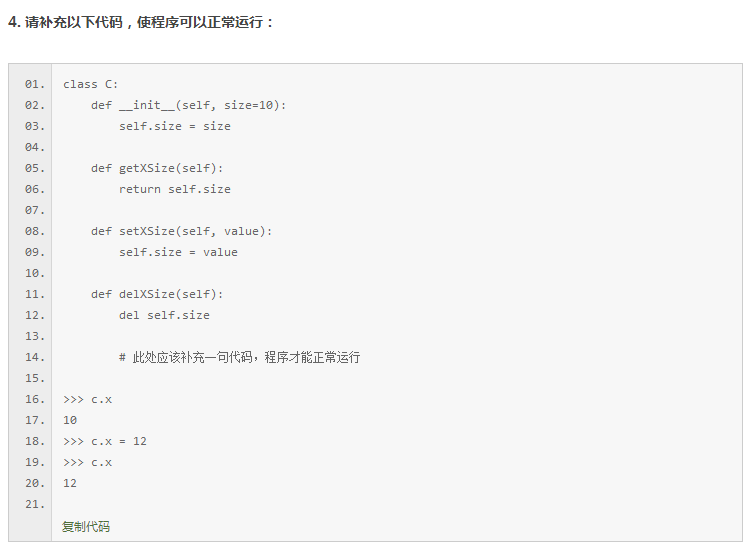 4. 请补充以下代码，使程序可以正常运行：
01. class C:
02.     def __init__(self, size=10):
03.         self.size = size
04.
05.     def getXSize(self):
06.         return self.size
07.
08.     def setXSize(self, value):
09.         self.size = value
10.
11.     def delXSize(self):
12.         del self.size
13.
14.         # 此处应该补充一句代码，程序才能正常运行
15.
16. >>> c.x
17. 10
18. >>> c.x = 12
19. >>> c.x
20. 12
21.
复制代码